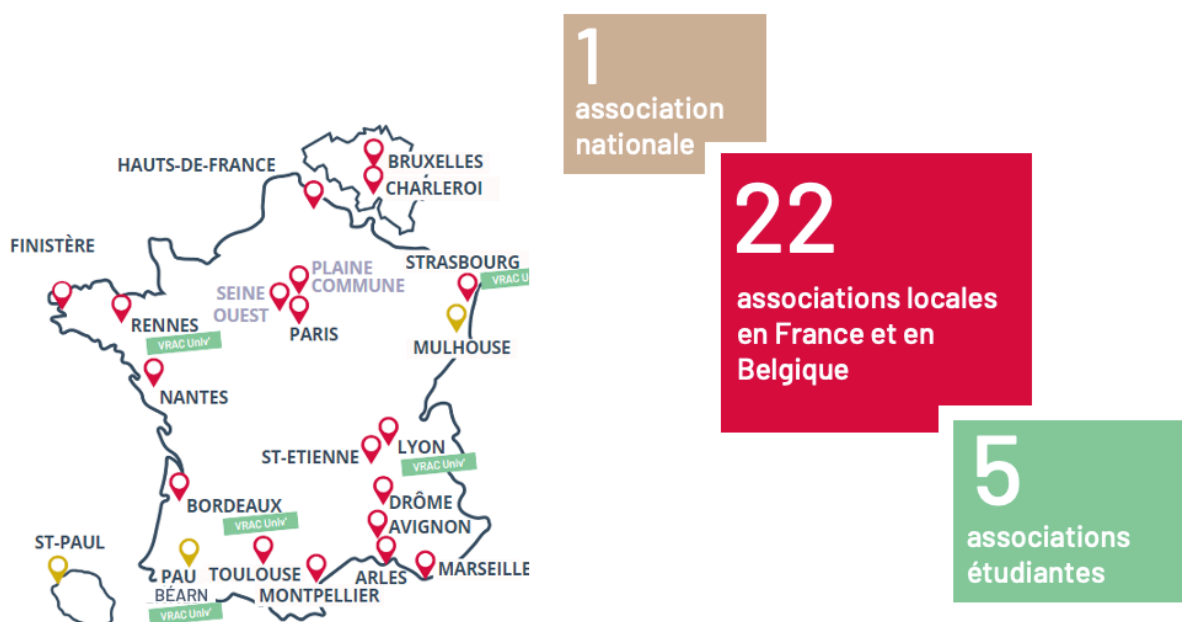 HAUTS-DE-FRANCE
BRUXELLES
CHARLEROI
FINISTÈRE
STRASBOURG
VRAC U
PLAINE
COMMUNE
SEINE
OUEST
PARIS
RENNES
VRAC Univ'
MULHOUSE
NANTES
ST-ETIENNE
LYON
VRAC Univ'
BORDEAUX
VRAC Univ'
DRÔME
AVIGNON
ST-PAUL
PAU
BÉARN
VRAC Univ'
TOULOUSE
MONTPELLIER
ARLES
MARSEILLE
1
association
nationale
22
associations locales
en France et en
Belgique
5
associations
étudiantes